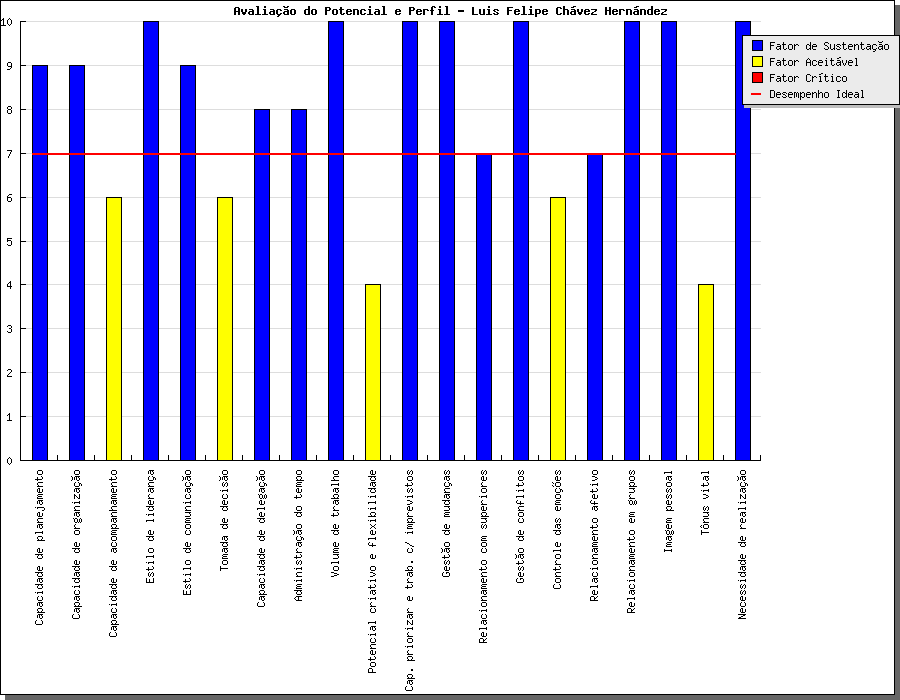 Avaliação do Potencial e Perfil - Luis Felipe Chávez Hernández
Fator de Sustentação
Fator Aceitável
Fator Crítico
Desempenho Ideal
10
9
8
7
6
5
4
3
2
1
0
Capacidade de planejamento
Capacidade de organização
Capacidade de acompanhamento
Estilo de liderança
Estilo de comunicação
Tomada de decisão
Capacidade de delegação
Administração do tempo
Volume de trabalho
Potencial criativo e flexibilidade
Cap. priorizar e trab. c/ imprevistos
Gestão de mudanças
Relacionamento com superiores
Gestão de conflitos
Controle das emoções
Relacionamento afetivo
Relacionamento em grupos
Imagem pessoal
Tônus vital
Necessidade de realização